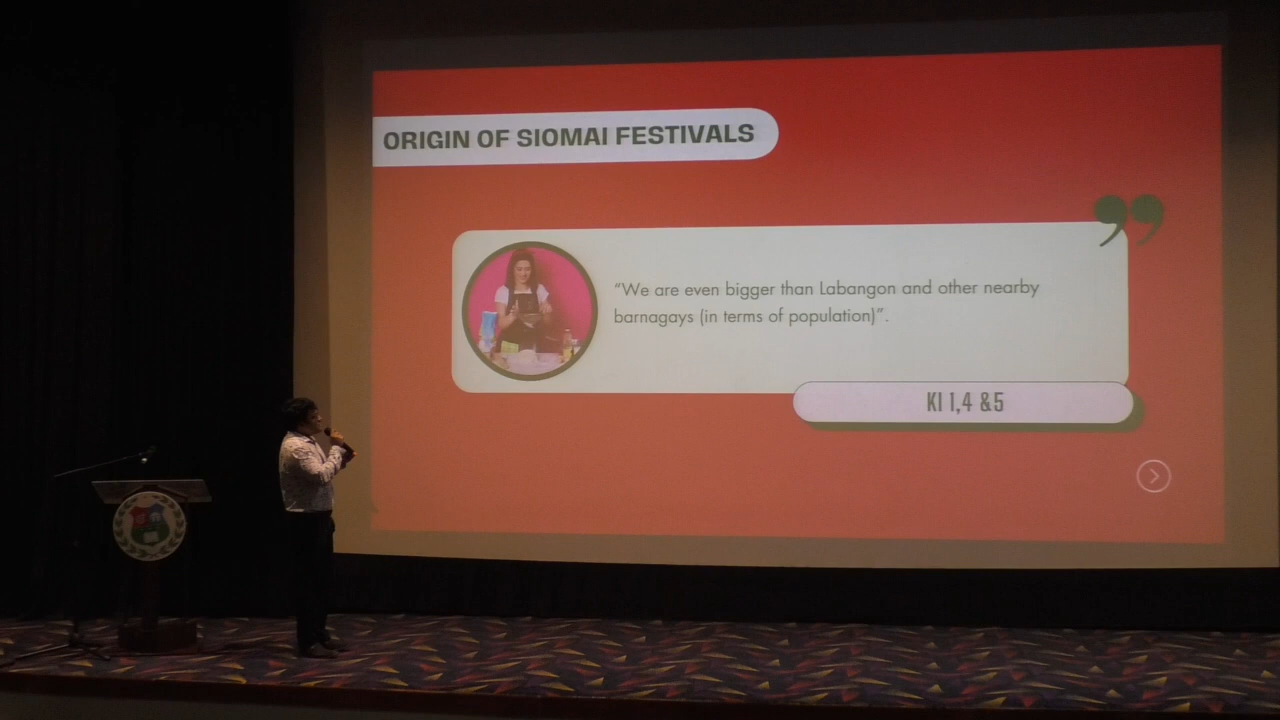 ORIGIN OF SIOMAI FESTIVALS
“We are even bigger than Labangon and other nearby
barnagays (in terms of population)”.
KI 1,4 &5